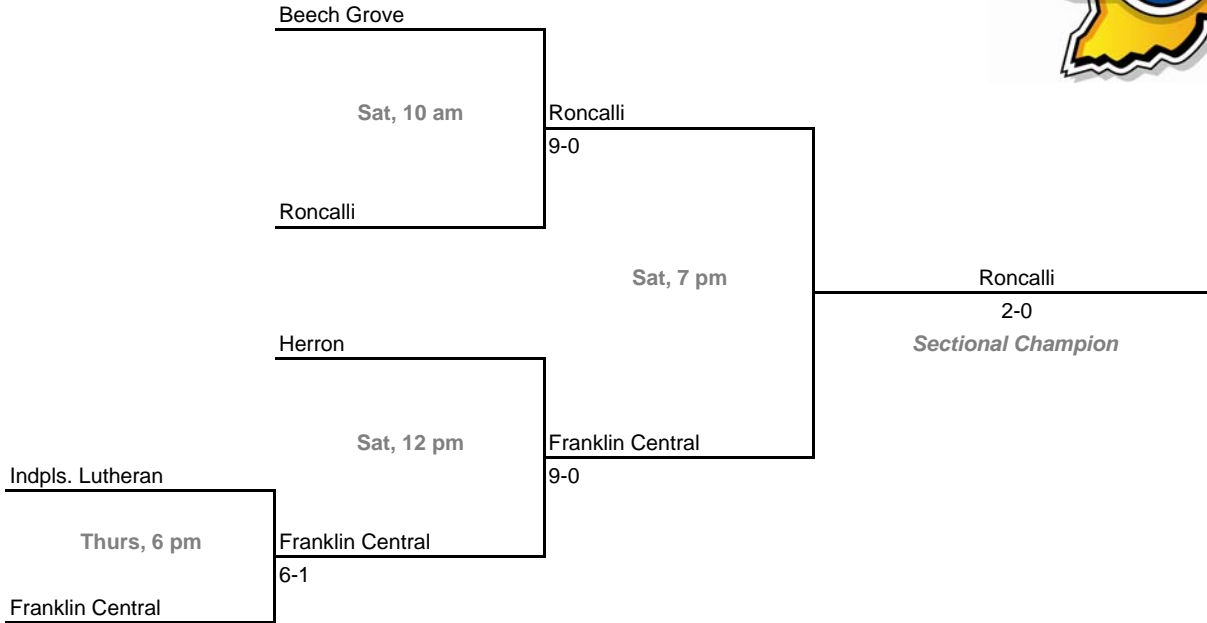 Beech Grove
Sat, 10 am
Roncalli
9-0
Roncalli
Sat, 7 pm
Roncalli
2-0
Sectional Champion
Herron
Sat, 12 pm
Franklin Central
9-0
Indpls. Lutheran
Thurs, 6 pm
Franklin Central
6-1
Franklin Central